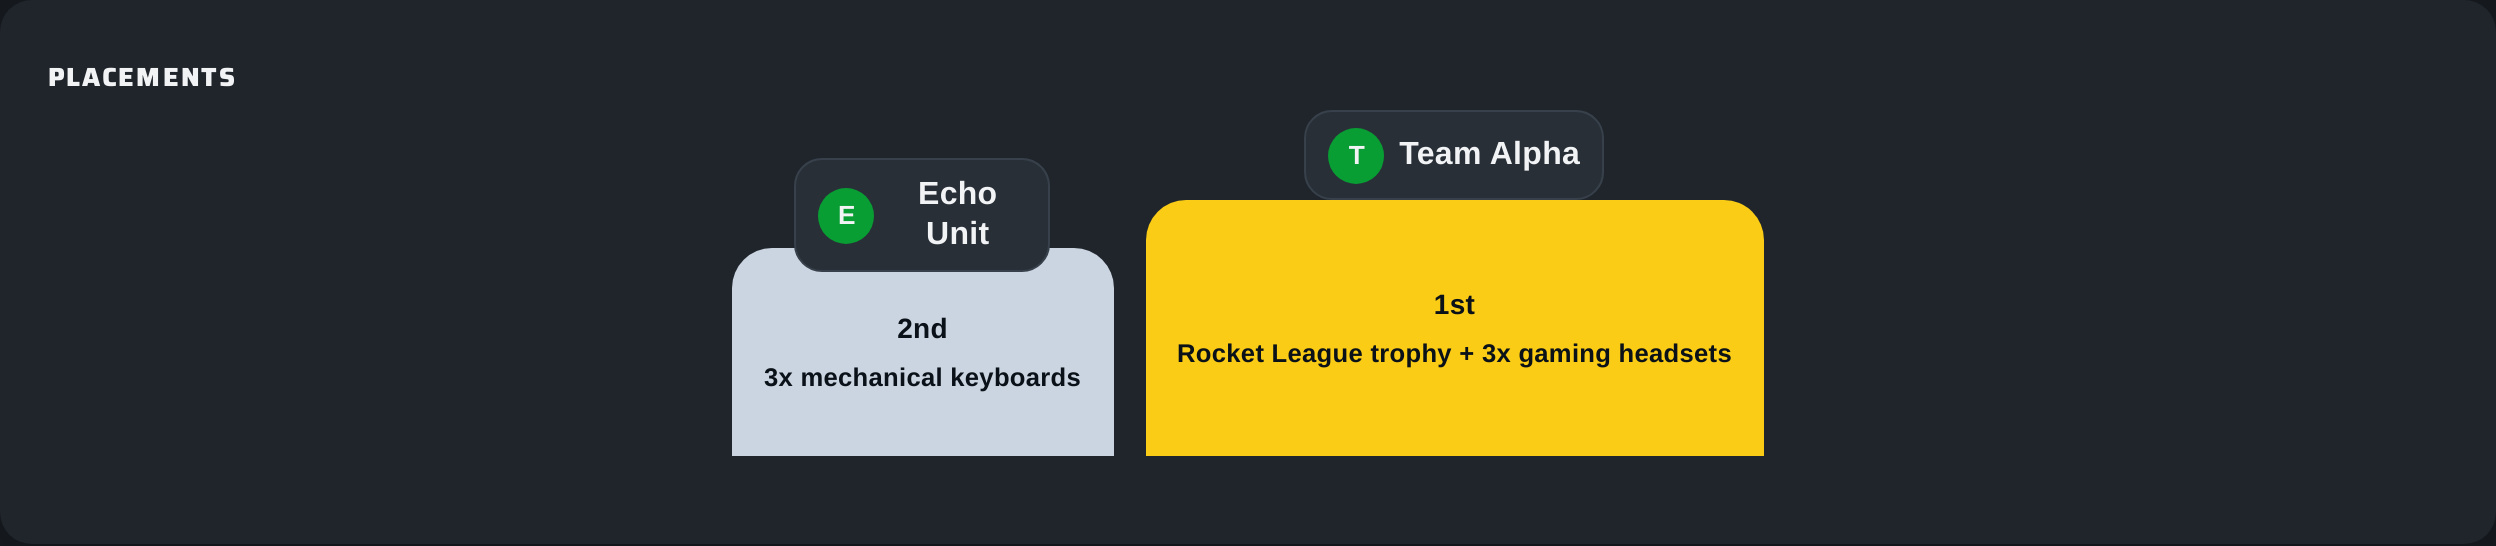 PLACEMENTS
E
Echo
Unit
2nd
3x mechanical keyboards
T
Team Alpha
1st
Rocket League trophy + 3x gaming headsets